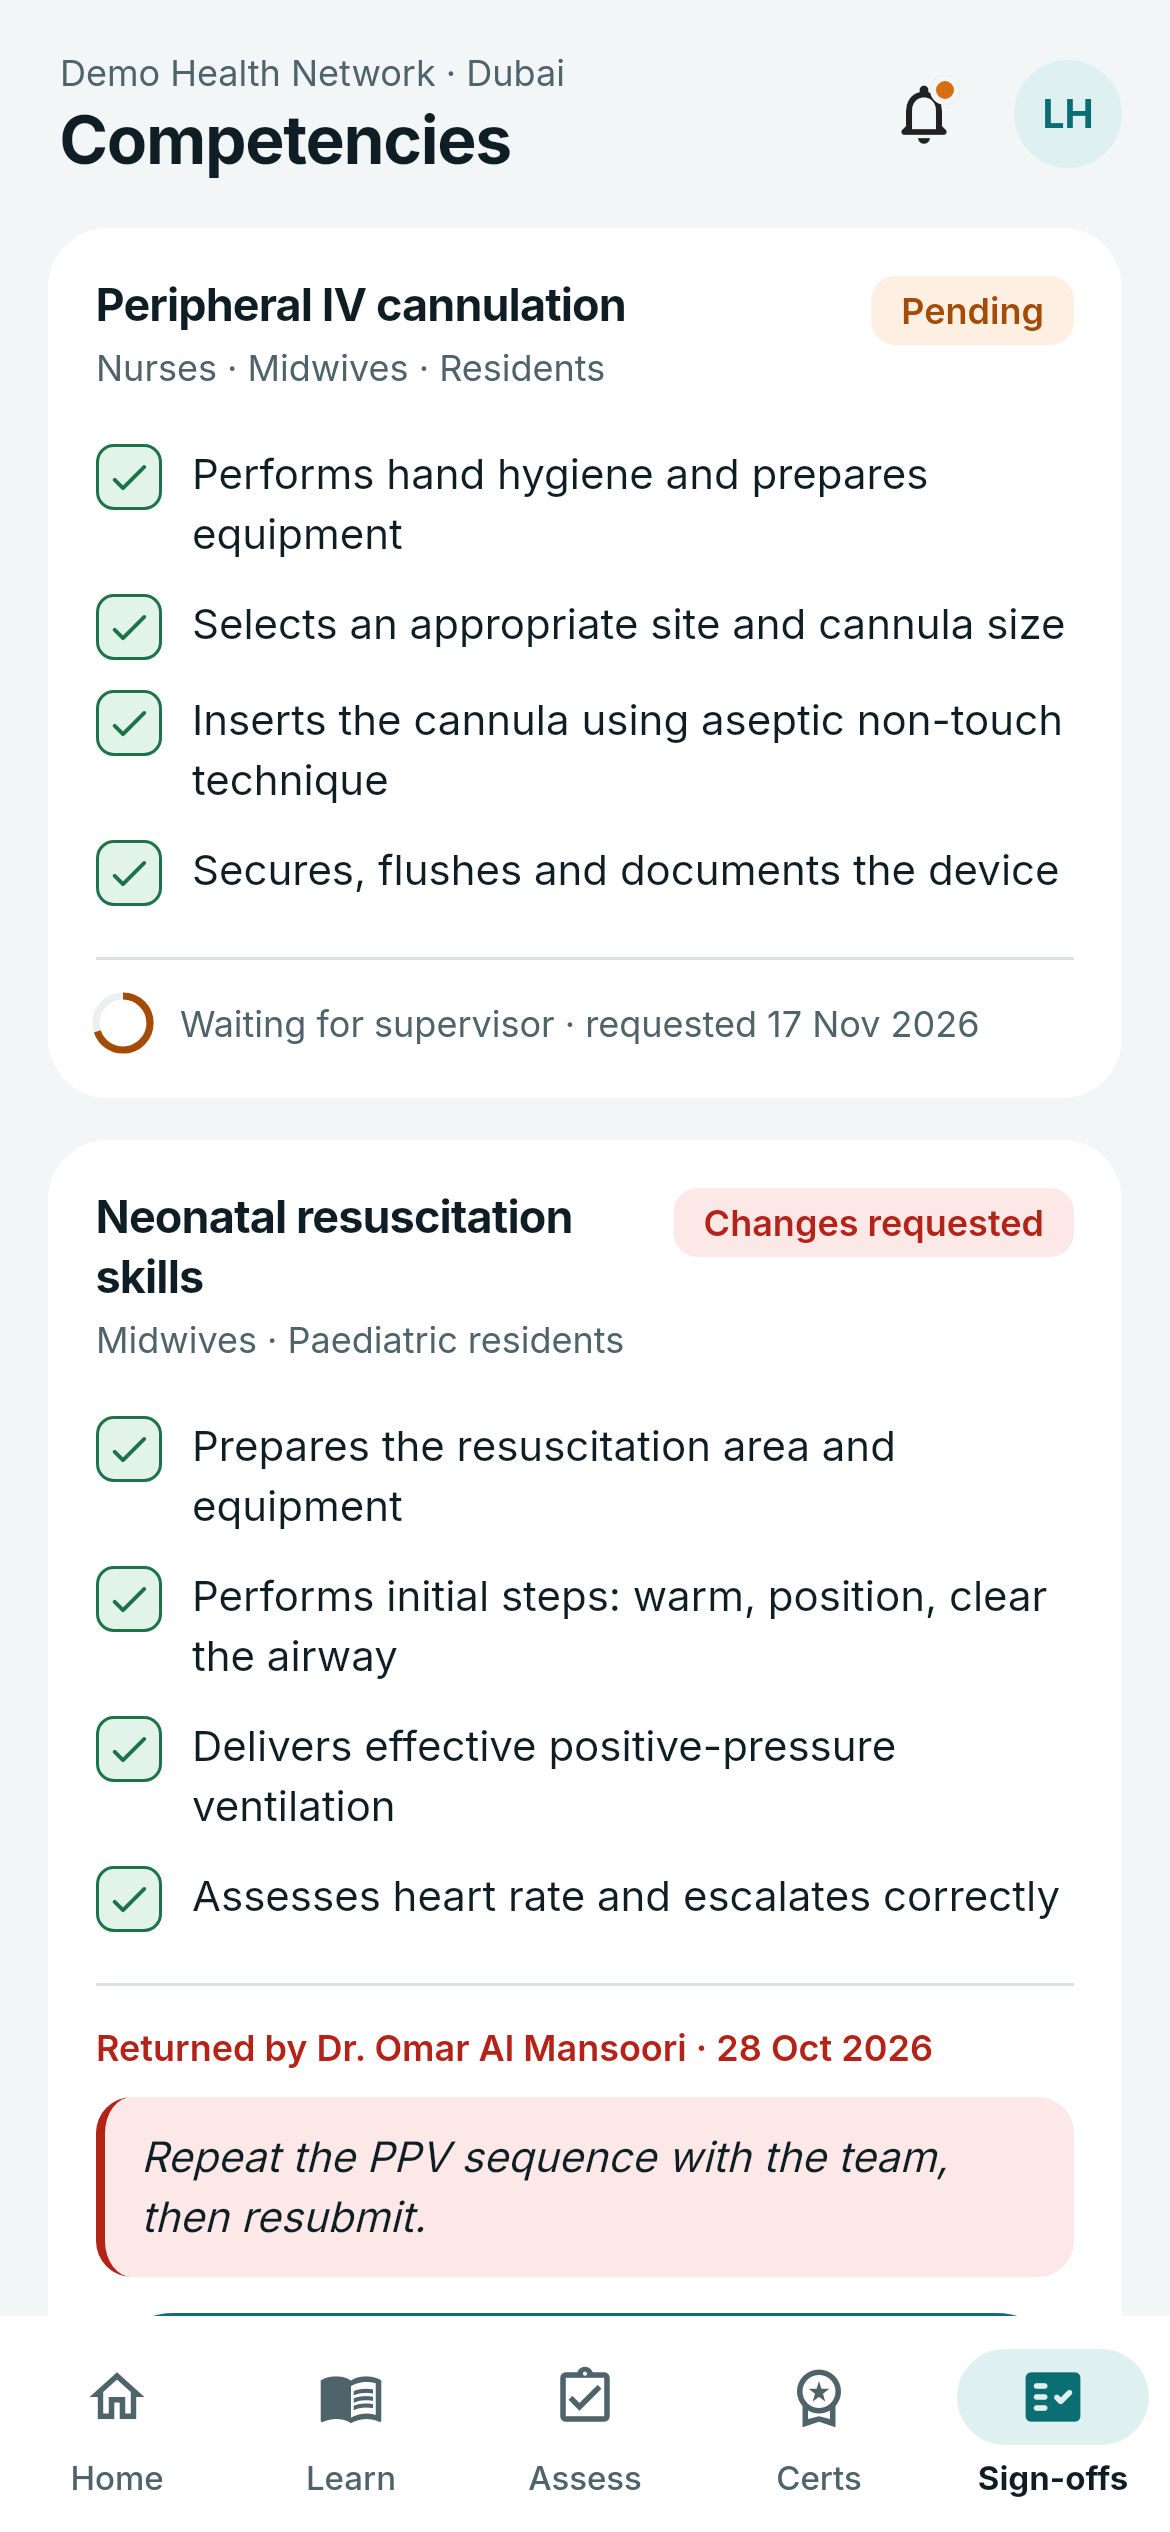 Demo Health Network · Dubai
Competencies
LH
Peripheral IV cannulation
Pending
Nurses · Midwives · Residents
Performs hand hygiene and prepares
equipment
Selects an appropriate site and cannula size
Inserts the cannula using aseptic non-touch
technique
Secures, flushes and documents the device
Waiting for supervisor · requested 17 Nov 2026
Neonatal resuscitation
skills
Changes requested
Midwives · Paediatric residents
Prepares the resuscitation area and
equipment
Performs initial steps: warm, position, clear
the airway
Delivers effective positive-pressure
ventilation
Assesses heart rate and escalates correctly
Returned by Dr. Omar Al Mansoori · 28 Oct 2026
Repeat the PPV sequence with the team,
then resubmit.
Home
Learn
Assess
Certs
Sign-offs